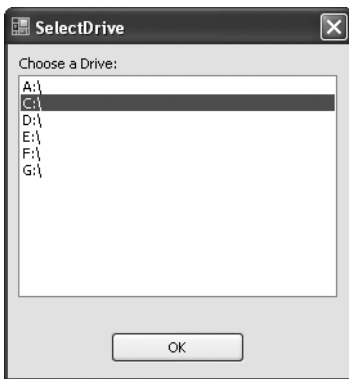 SelectDrive
Choose a Drive:
A:\
C:\
D:\
E:\
F:\
G:\
OK